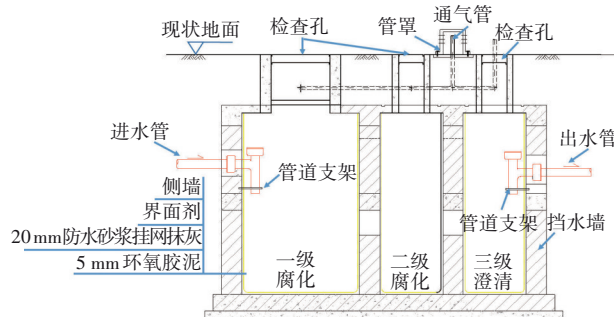 通气管
管罩
检查孔
检查孔
现状地面
进水管
出水管
管道支架
侧墙
界面剂
20 mm防水砂浆挂网抹灰
5 mm环氧胶泥
管道支架
挡水墙
一级
腐化
二级
腐化
三级
澄清